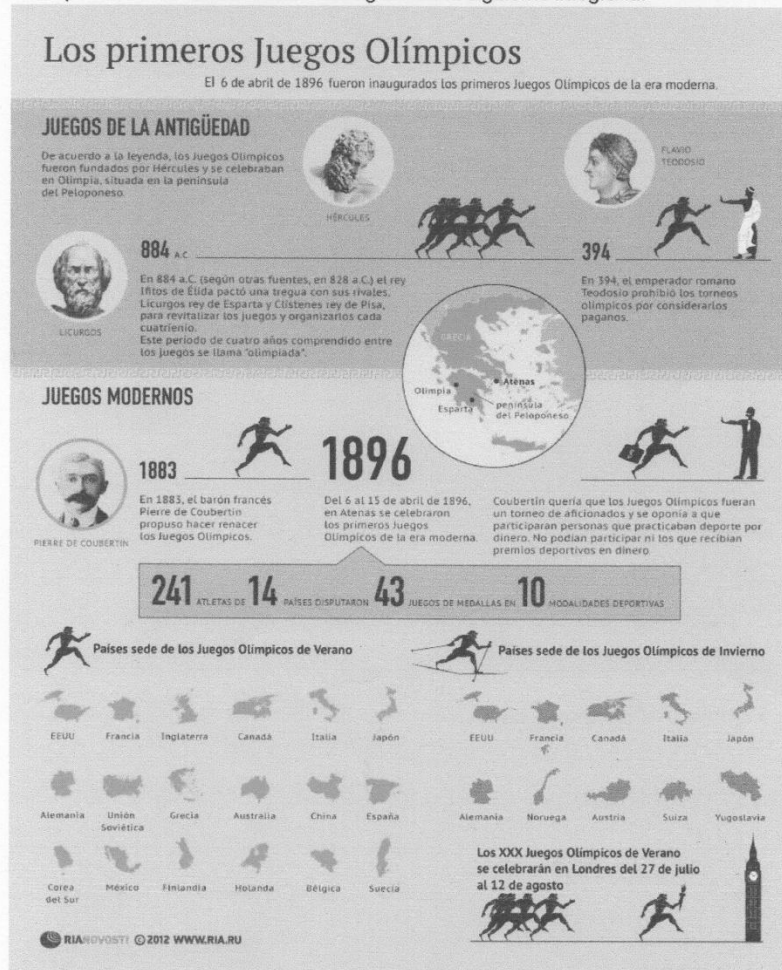 Los primeros Juegos Olímpicos
El 6 de abril de 1896 fueron inaugurados los primeros Juegos Olímpicos de la era moderna.
JUEGOS DE LA ANTIGÜEDAD
De acuerdo a la leyenda, los Juegos Olímpicos
fueron fundados por Hércules y se celebraban
en Olimpia, situada en la península
del Peloponeso.
HÉRCULES
FLAVIO
TEODOSIO
LICURGOS
884 A.C.
En 884 a.C. (según otras fuentes, en 828 a.C.) el rey
Ifitos de Élida pactó una tregua con sus rivales,
Licurgos rey de Esparta y Clístenes rey de Pisa,
para revitalizar los juegos y organizarlos cada
cuatrienio.
Este período de cuatro años comprendido entre
los juegos se llama "olimpiada".
394
En 394, el emperador romano
Teodosio prohibió los torneos
olímpicos por considerarlos
paganos.
GRECIA
Atenas
Olimpia
Esparta
península
del Peloponeso
JUEGOS MODERNOS
PIERRE DE COUBERTIN
1883
En 1883, el barón francés
Pierre de Coubertin
propuso hacer renacer
los Juegos Olímpicos.
1896
Del 6 al 15 de abril de 1896,
en Atenas se celebraron
los primeros Juegos
Olímpicos de la era moderna.
Coubertin quería que los Juegos Olímpicos fueran
un torneo de aficionados y se oponía a que
participaran personas que practicaban deporte por
dinero. No podían participar ni los que recibían
premios deportivos en dinero
241 ATLETAS DE 14 PAÍSES DISPUTARON 43 JUEGOS DE MEDALLAS EN 10 MODALIDADES DEPORTIVAS
Países sede de los Juegos Olímpicos de Verano
EEUU Francia Inglaterra Canadá Italia Japón
Alemania Unión Soviética Grecia Australia China España
Corea del Sur México Finlandia Holanda Bélgica Suecia
Países sede de los Juegos Olímpicos de Invierno
EEUU Francia Canadá Italia Japón
Alemania Noruega Austria Suiza Yugoslavia
Los XXX Juegos Olímpicos de Verano
se celebrarán en Londres del 27 de julio
al 12 de agosto
RIANOVOSTI ©2012 WWW.RIA.RU